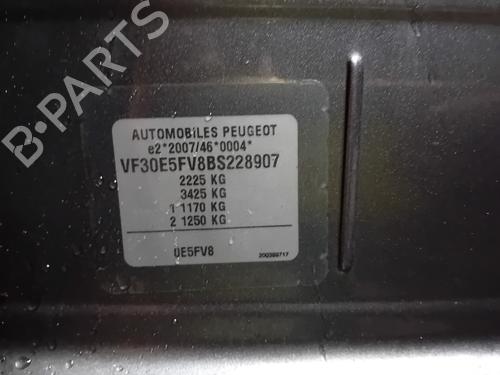 B-PARTS
AUTOMOBILES PEUGEOT
e2*2007/46*0004*
VF30E5FV8BS228907
2225 KG
3425 KG
1 1170 KG
2 1250 KG
0E5FV8